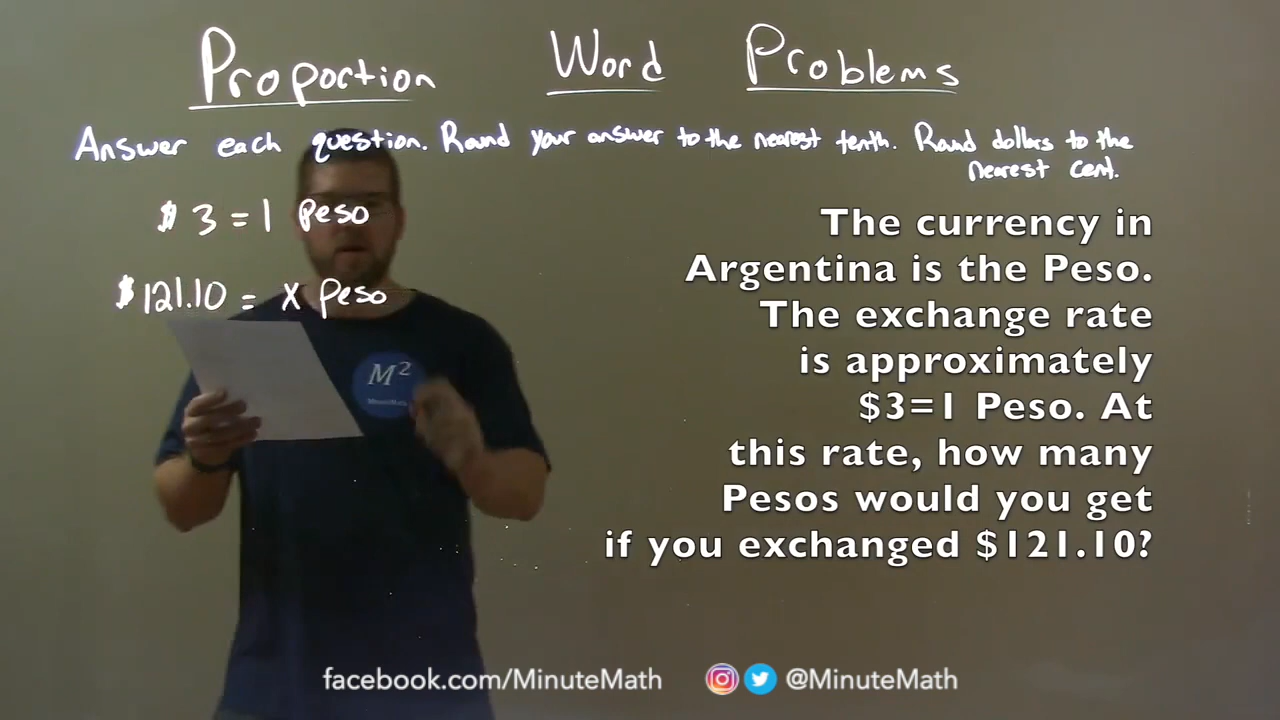 Proportion Word Problems
Answer each question. Round your answer to the nearest tenth. Round dollars to the
nearest cent.
$3 = 1 peso
$121.10 = x peso
The currency in
Argentina is the Peso.
The exchange rate
is approximately
$3=1 Peso. At
this rate, how many
Pesos would you get
if you exchanged $121.10?
M²
MinuteMath
facebook.com/MinuteMath
@MinuteMath